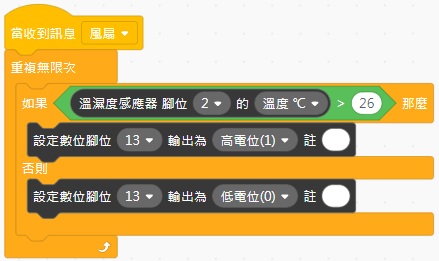 當收到訊息 風扇
重複無限次
如果 溫濕度感應器 腳位 2 的 溫度 ℃ > 26 那麼
設定數位腳位 13 輸出為 高電位(1) 註
否則
設定數位腳位 13 輸出為 低電位(0) 註